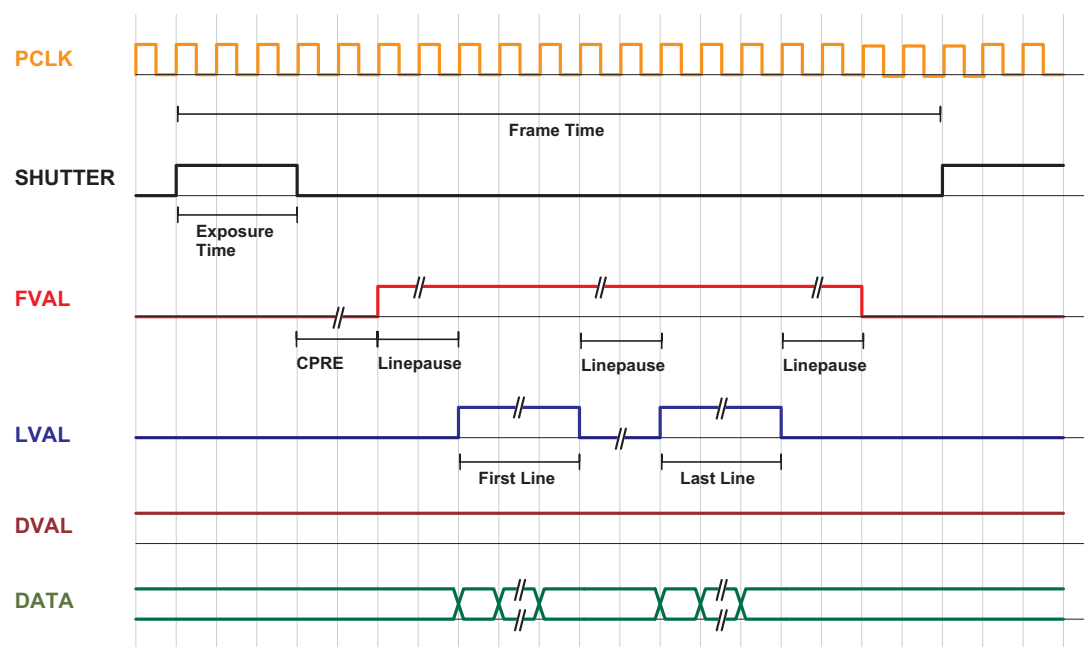 PCLK
Frame Time
SHUTTER
Exposure
Time
FVAL
CPRE
Linepause
Linepause
Linepause
LVAL
First Line
Last Line
DVAL
DATA